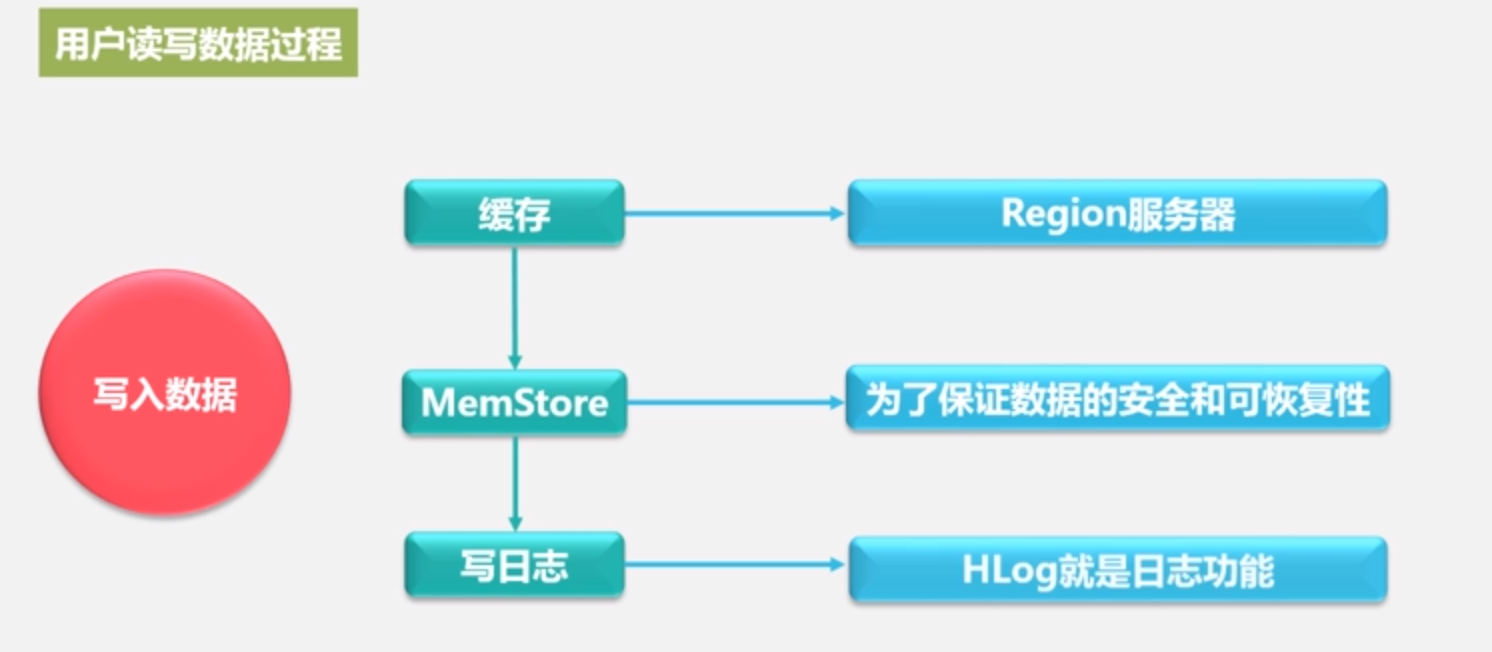 用户读写数据过程
缓存
Region服务器
写入数据
MemStore
为了保证数据的安全和可恢复性
写日志
HLog就是日志功能